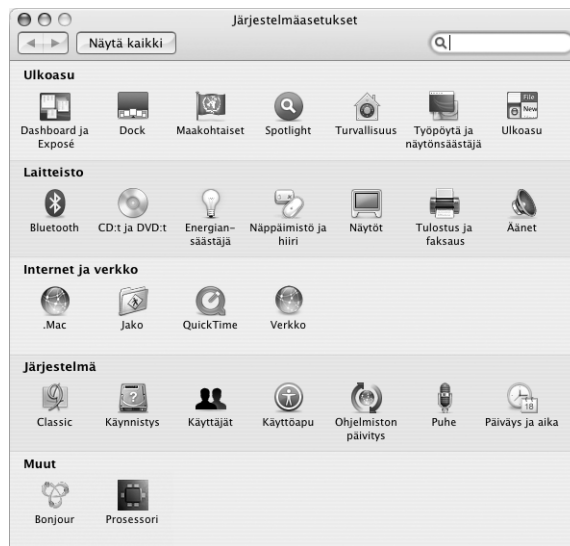 Järjestelmäasetukset
Näytä kaikki
Ulkoasu
Dashboard ja Exposé
Dock
Maakohtaiset
Spotlight
Turvallisuus
Työpöytä ja näytönsäästäjä
File
New
Ulkoasu
Laitteisto
Bluetooth
CD:t ja DVD:t
Energian-
säästäjä
Näppäimistö ja
hiiri
Näytöt
Tulostus ja
faksaus
Äänet
Internet ja verkko
.Mac
Jako
QuickTime
Verkko
Järjestelmä
Classic
Käynnistys
Käyttäjät
Käyttöapu
Ohjelmiston
päivitys
Puhe
18
Päiväys ja aika
Muut
Bonjour
Prosessori